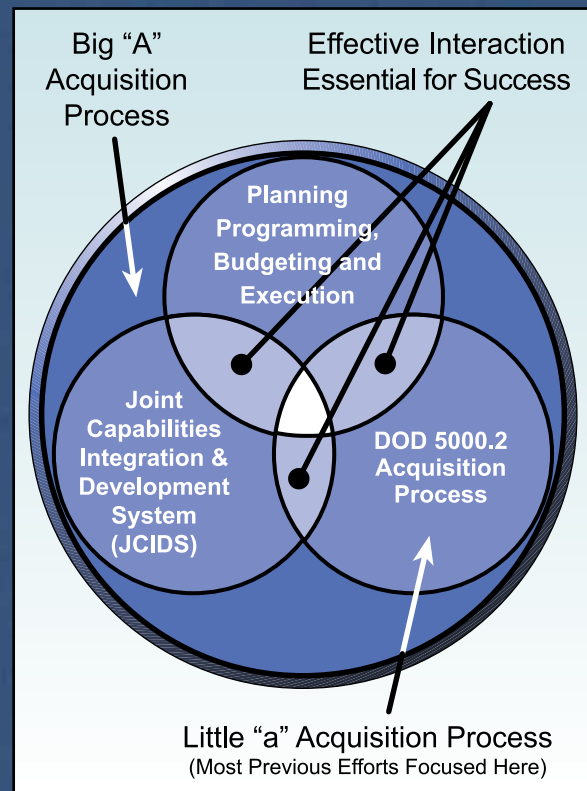 Big “A”
Acquisition
Process
Effective Interaction
Essential for Success
Planning
Programming,
Budgeting and
Execution
Joint
Capabilities
Integration &
Development
System
(JCIDS)
DOD 5000.2
Acquisition
Process
Little “a” Acquisition Process
(Most Previous Efforts Focused Here)